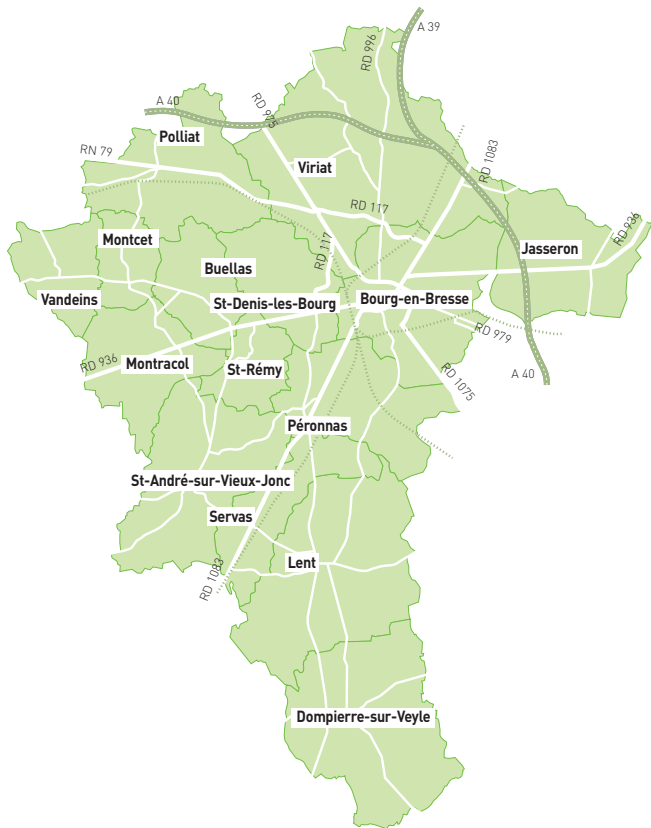 A 39
RD 996
A 40
RD 975
Polliat
RD 1083
RN 79
Viriat
RD 117
RD 936
Montcet
RD 117
Jasseron
Buellas
Vandeins
St-Denis-les-Bourg
Bourg-en-Bresse
RD 979
RD 936
Montracol
St-Rémy
A 40
RD 1075
Péronnas
St-André-sur-Vieux-Jonc
Servas
Lent
RD 1083
Dompierre-sur-Veyle